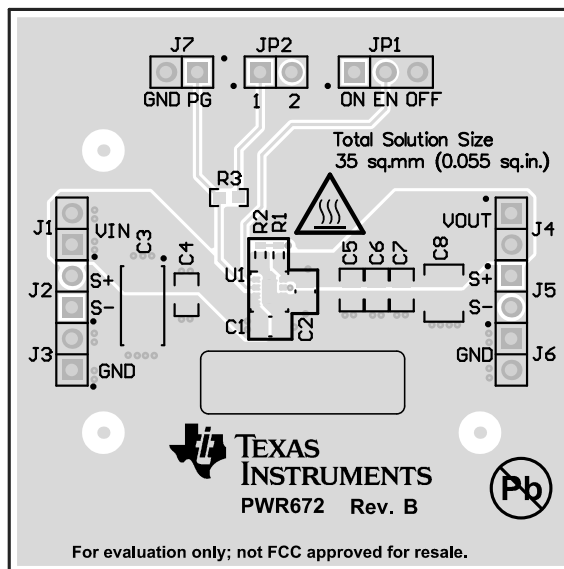 J7 JP2 JP1
GND PG 1 2 ON EN OFF
Total Solution Size
35 sq.mm (0.055 sq.in.)
R3
J1 VIN C3 C4 R2 R1 VOUT J4
C5 C6 C7 C8
J2 S+ U1 S+ J5
S- C1 C2 S-
J3 GND GND J6
TEXAS
INSTRUMENTS
PWR672 Rev. B
Pb
For evaluation only; not FCC approved for resale.